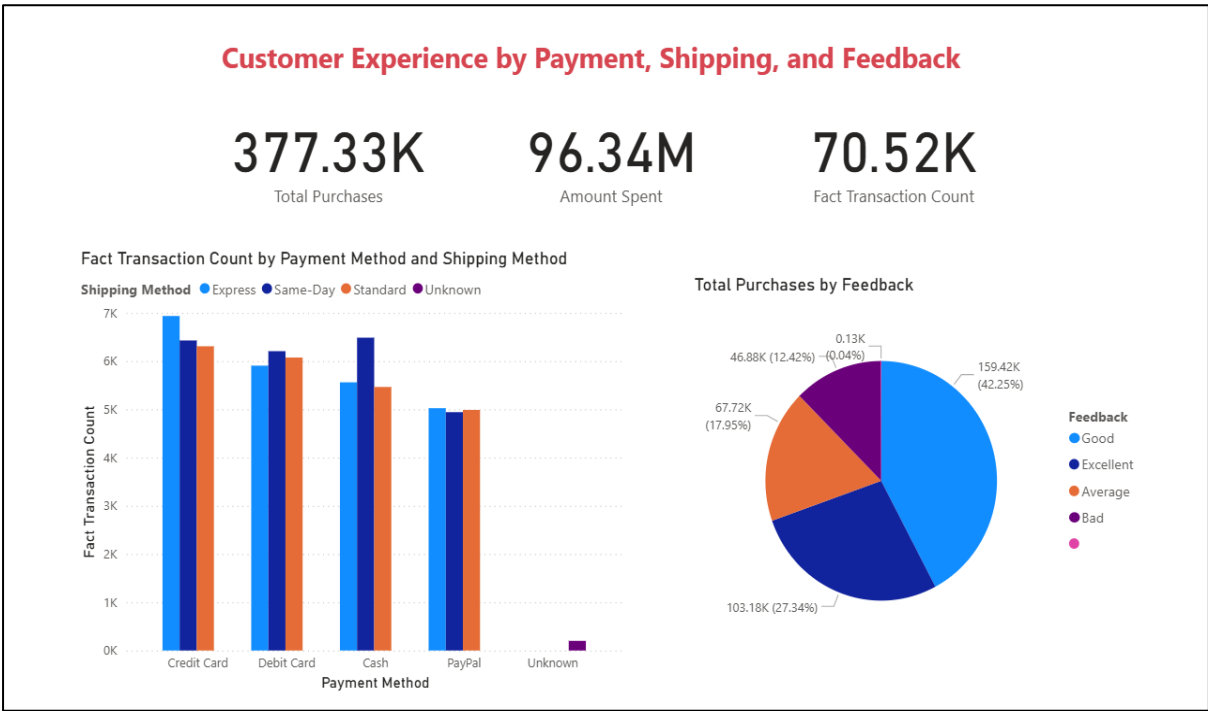 Customer Experience by Payment, Shipping, and Feedback
377.33K
Total Purchases
96.34M
Amount Spent
70.52K
Fact Transaction Count
Fact Transaction Count by Payment Method and Shipping Method
Shipping Method Express Same-Day Standard Unknown
7K
6K
5K
4K
3K
2K
1K
0K
Fact Transaction Count
Credit Card Debit Card Cash PayPal Unknown
Payment Method
Total Purchases by Feedback
0.13K
(0.04%)
46.88K (12.42%)
159.42K
(42.25%)
67.72K
(17.95%)
103.18K (27.34%)
Feedback
Good
Excellent
Average
Bad